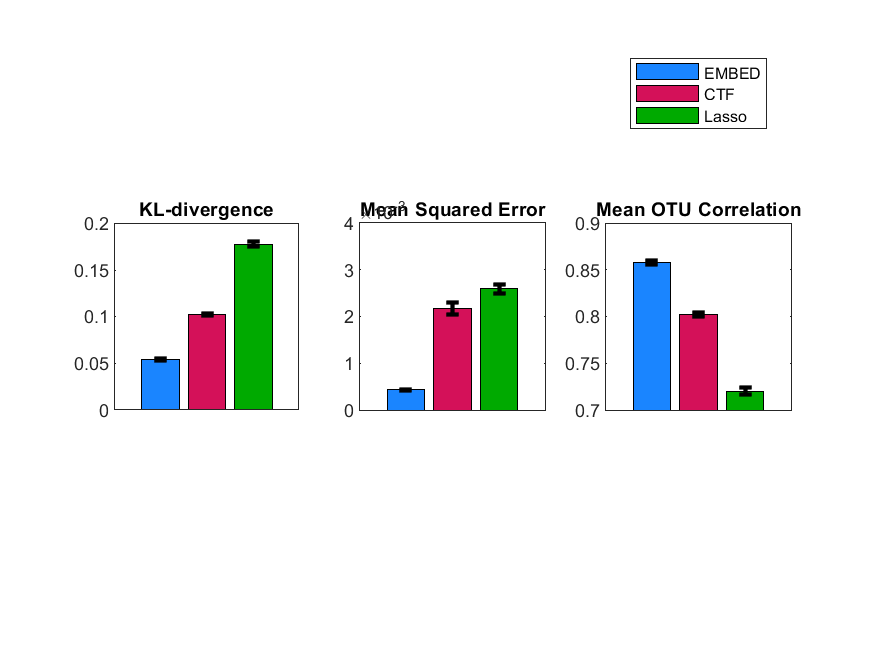 EMBED
CTF
Lasso
KL-divergence
0.2
0.15
0.1
0.05
0
Mean Squared Error
4
3
2
1
0
Mean OTU Correlation
0.9
0.85
0.8
0.75
0.7